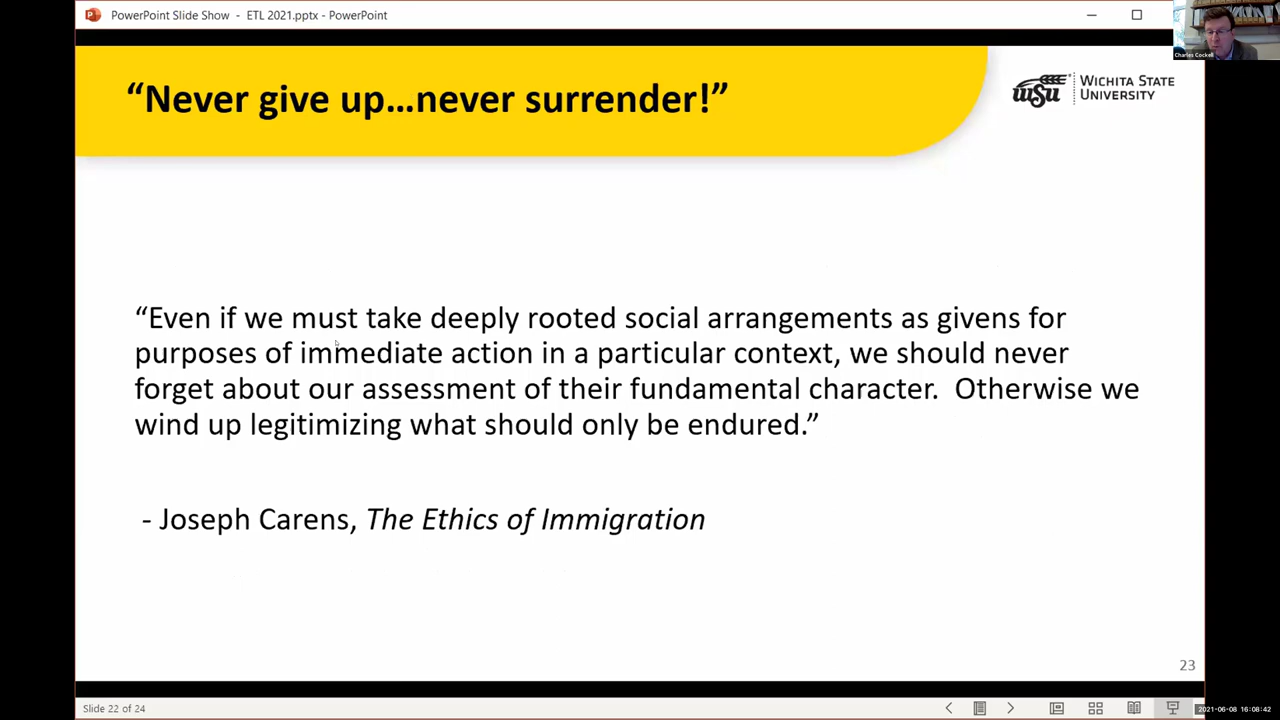 PowerPoint Slide Show - ETL 2021.pptx - PowerPoint
Charles Cockell
“Never give up…never surrender!”
wsu
WICHITA STATE
UNIVERSITY
“Even if we must take deeply rooted social arrangements as givens for
purposes of immediate action in a particular context, we should never
forget about our assessment of their fundamental character.  Otherwise we
wind up legitimizing what should only be endured.”
- Joseph Carens, The Ethics of Immigration
23
Slide 22 of 24
2021-06-08 16:08:42